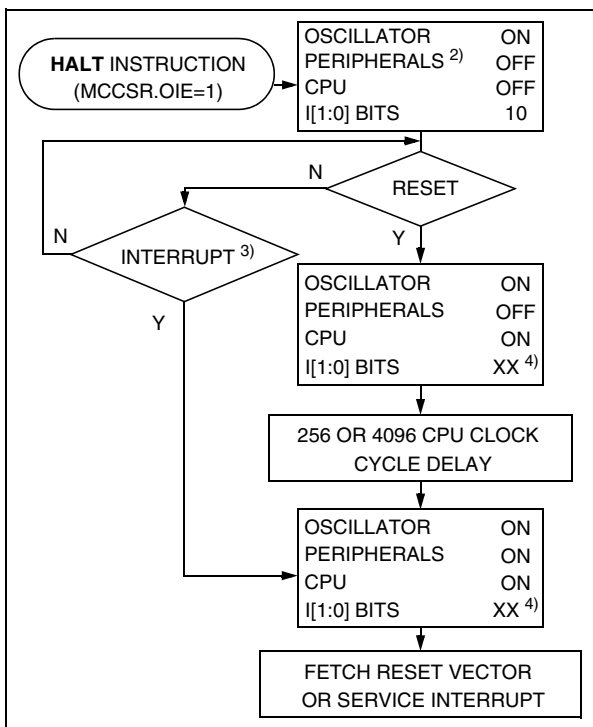 HALT INSTRUCTION
(MCCSR.OIE=1)
OSCILLATOR ON
PERIPHERALS 2) OFF
CPU OFF
I[1:0] BITS 10
N
RESET
N
INTERRUPT 3)
Y
Y
OSCILLATOR ON
PERIPHERALS OFF
CPU ON
I[1:0] BITS XX 4)
256 OR 4096 CPU CLOCK
CYCLE DELAY
OSCILLATOR ON
PERIPHERALS ON
CPU ON
I[1:0] BITS XX 4)
FETCH RESET VECTOR
OR SERVICE INTERRUPT